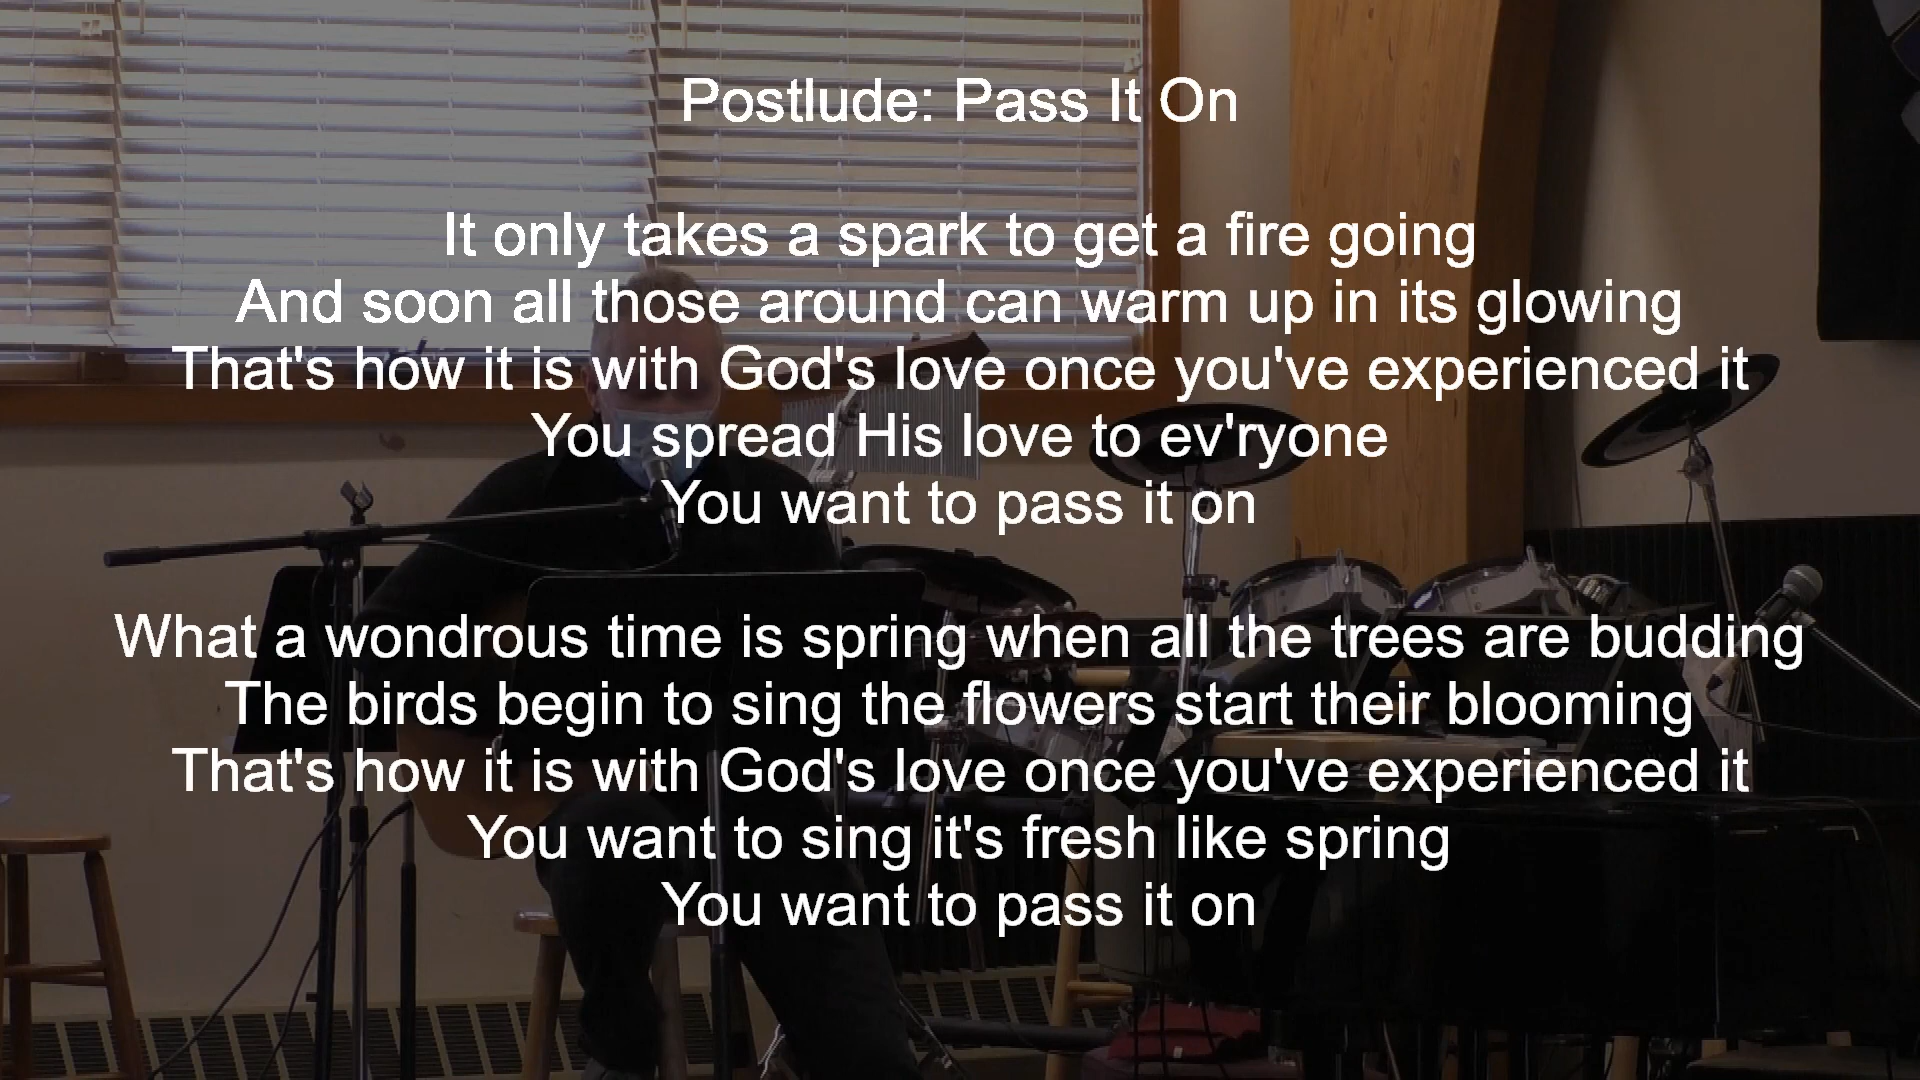 Postlude: Pass It On
It only takes a spark to get a fire going
And soon all those around can warm up in its glowing
That's how it is with God's love once you've experienced it
You spread His love to ev'ryone
You want to pass it on
What a wondrous time is spring when all the trees are budding
The birds begin to sing the flowers start their blooming
That's how it is with God's love once you've experienced it
You want to sing it's fresh like spring
You want to pass it on